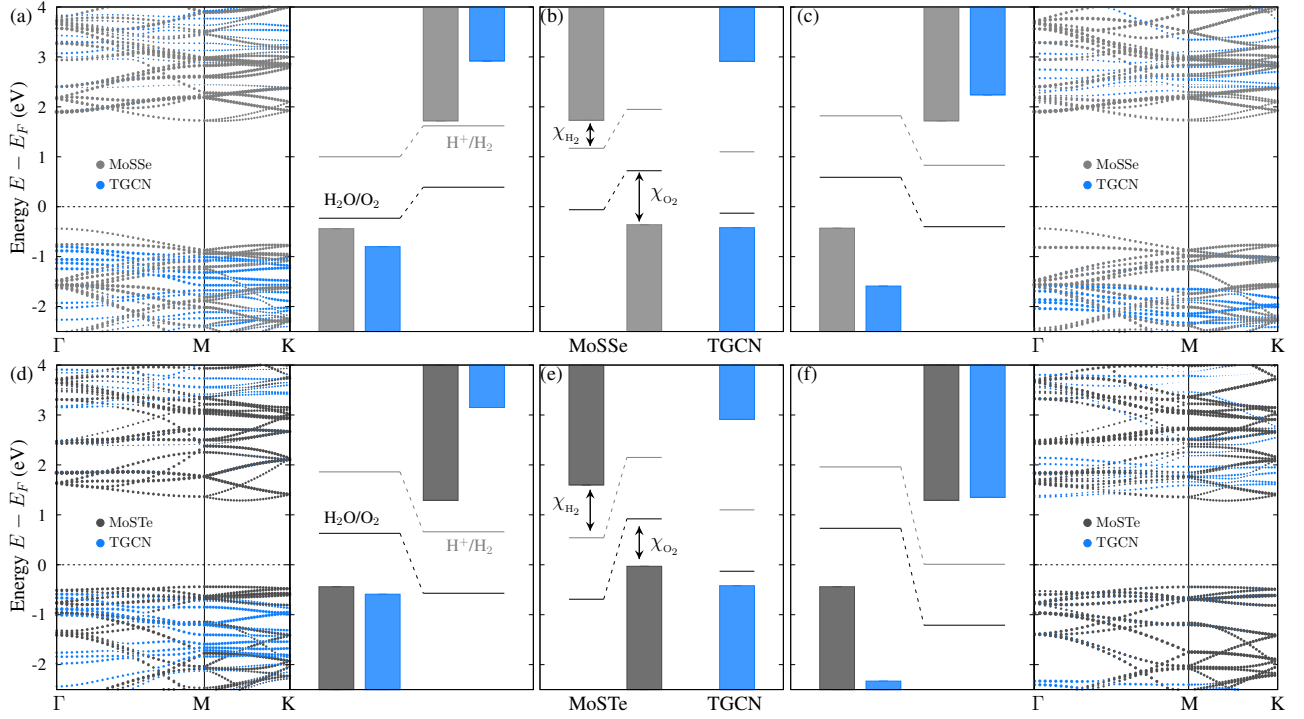 (a)
(b)
(c)
4
3
2
1
0
-1
-2
Energy E − E_F (eV)
MoSSe
TGCN
H⁺/H₂
H₂O/O₂
χ_H₂
χ_O₂
MoSSe
TGCN
Γ
M
K
MoSSe
TGCN
Γ
M
K
(d)
(e)
(f)
4
3
2
1
0
-1
-2
Energy E − E_F (eV)
MoSTe
TGCN
H₂O/O₂
H⁺/H₂
χ_H₂
χ_O₂
MoSTe
TGCN
Γ
M
K
MoSTe
TGCN
Γ
M
K